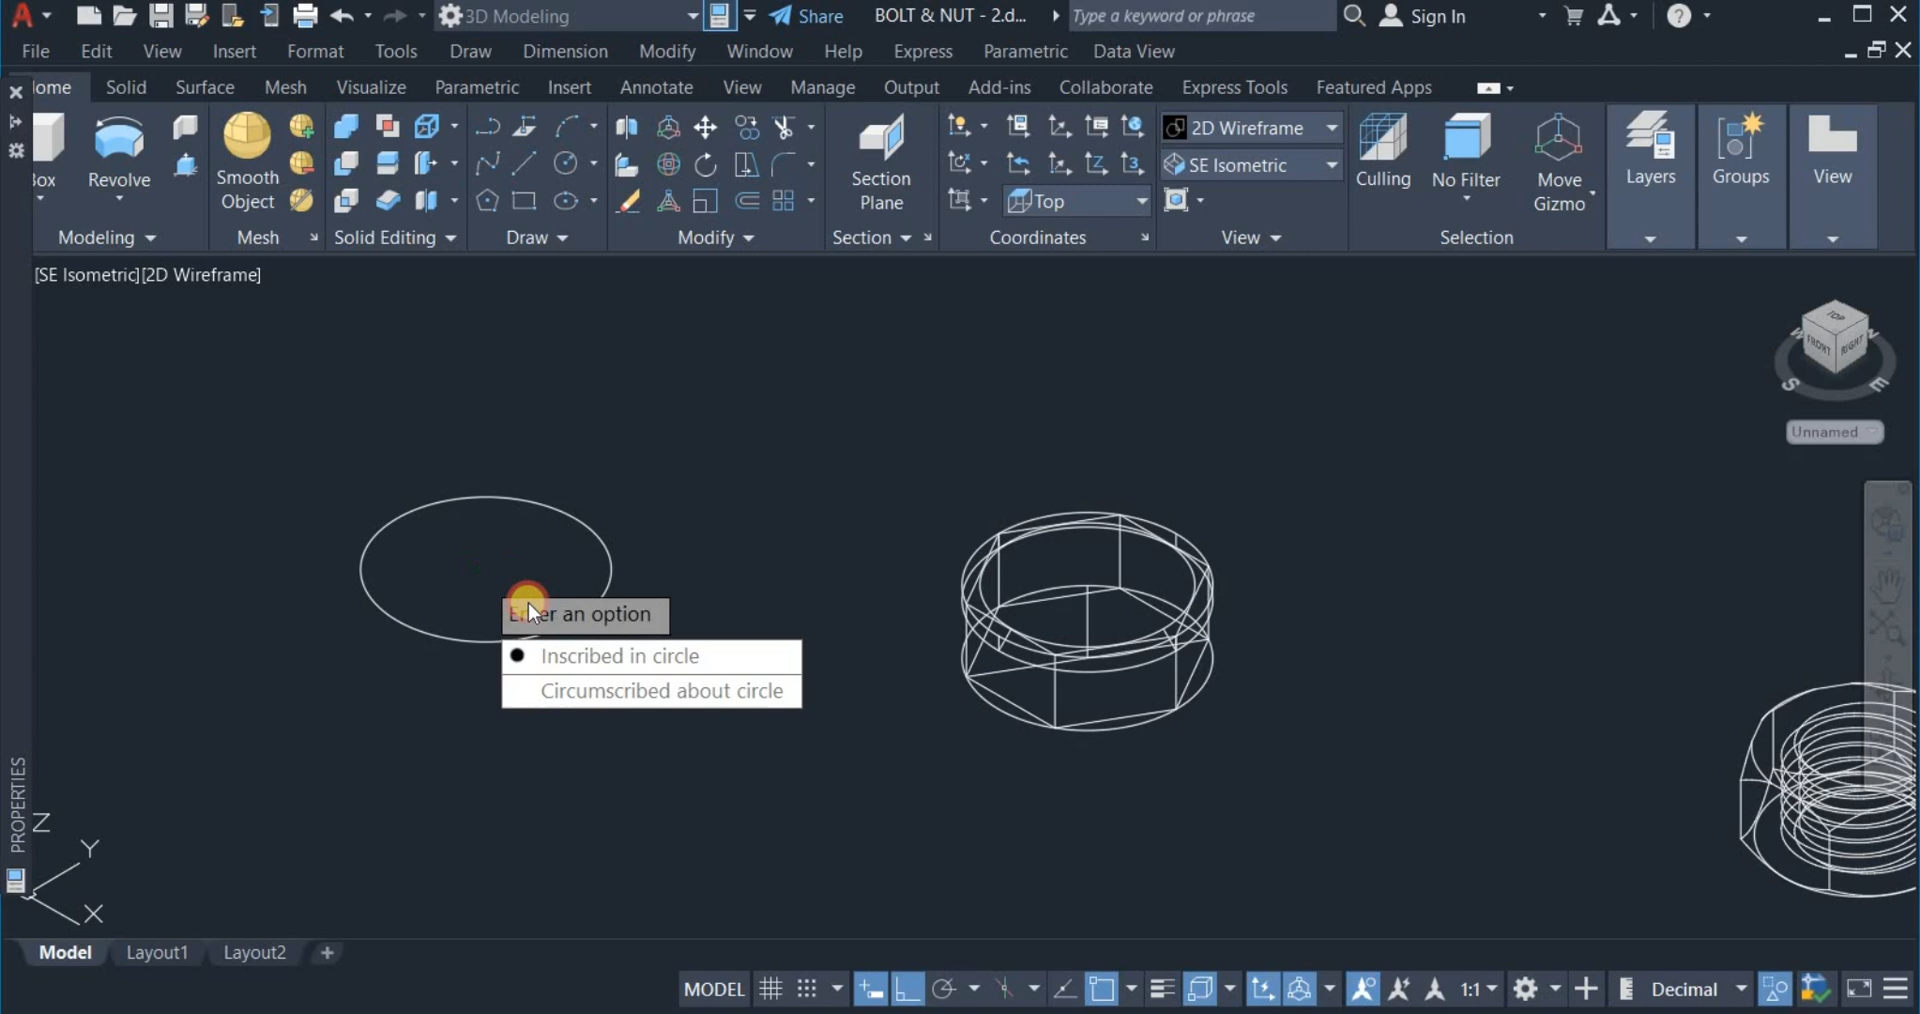 3D Modeling Share BOLT & NUT - 2.d... Type a keyword or phrase Sign In
File Edit View Insert Format Tools Draw Dimension Modify Window Help Express Parametric Data View
ome Solid Surface Mesh Visualize Parametric Insert Annotate View Manage Output Add-ins Collaborate Express Tools Featured Apps
2D Wireframe
SE Isometric
Top
ox
Revolve
Smooth
Object
Section
Plane
Culling
No Filter
Move
Gizmo
Layers
Groups
View
Modeling Mesh Solid Editing Draw Modify Section Coordinates View Selection
[SE Isometric][2D Wireframe]
TOP
FRONT
RIGHT
W
N
S
E
Unnamed
Enter an option
Inscribed in circle
Circumscribed about circle
PROPERTIES
Z
Y
X
Model Layout1 Layout2 +
MODEL 1:1 Decimal